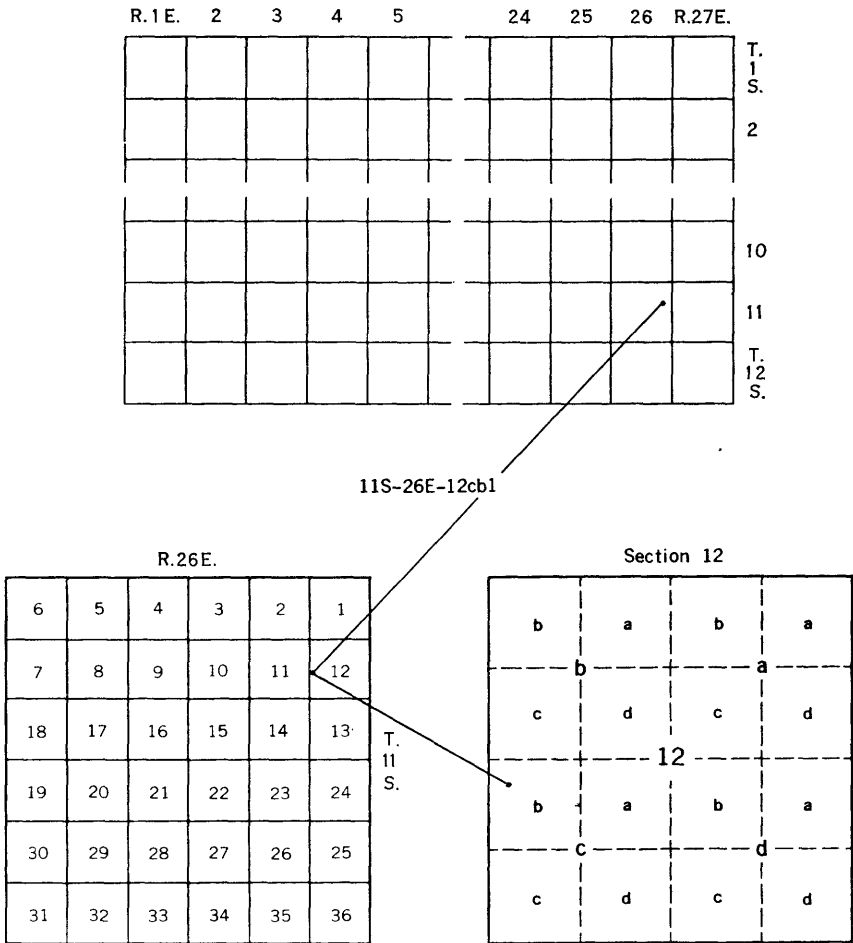 R.1 E. 2 3 4 5 24 25 26 R.27E.
T.
1
S.
2
10
11
T.
12
S.
11S-26E-12cb1
R.26E.
6 5 4 3 2 1
7 8 9 10 11 12
18 17 16 15 14 13
19 20 21 22 23 24
30 29 28 27 26 25
31 32 33 34 35 36
T.
11
S.
Section 12
b a b a
b a
c d c d
12
b a b a
c d
c d c d